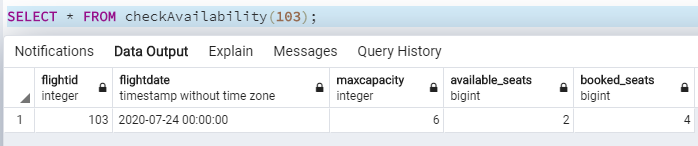 SELECT * FROM checkAvailability(103);
Notifications Data Output Explain Messages Query History
flightid flightdate maxcapacity available_seats booked_seats
integer timestamp without time zone integer bigint bigint
1 103 2020-07-24 00:00:00 6 2 4